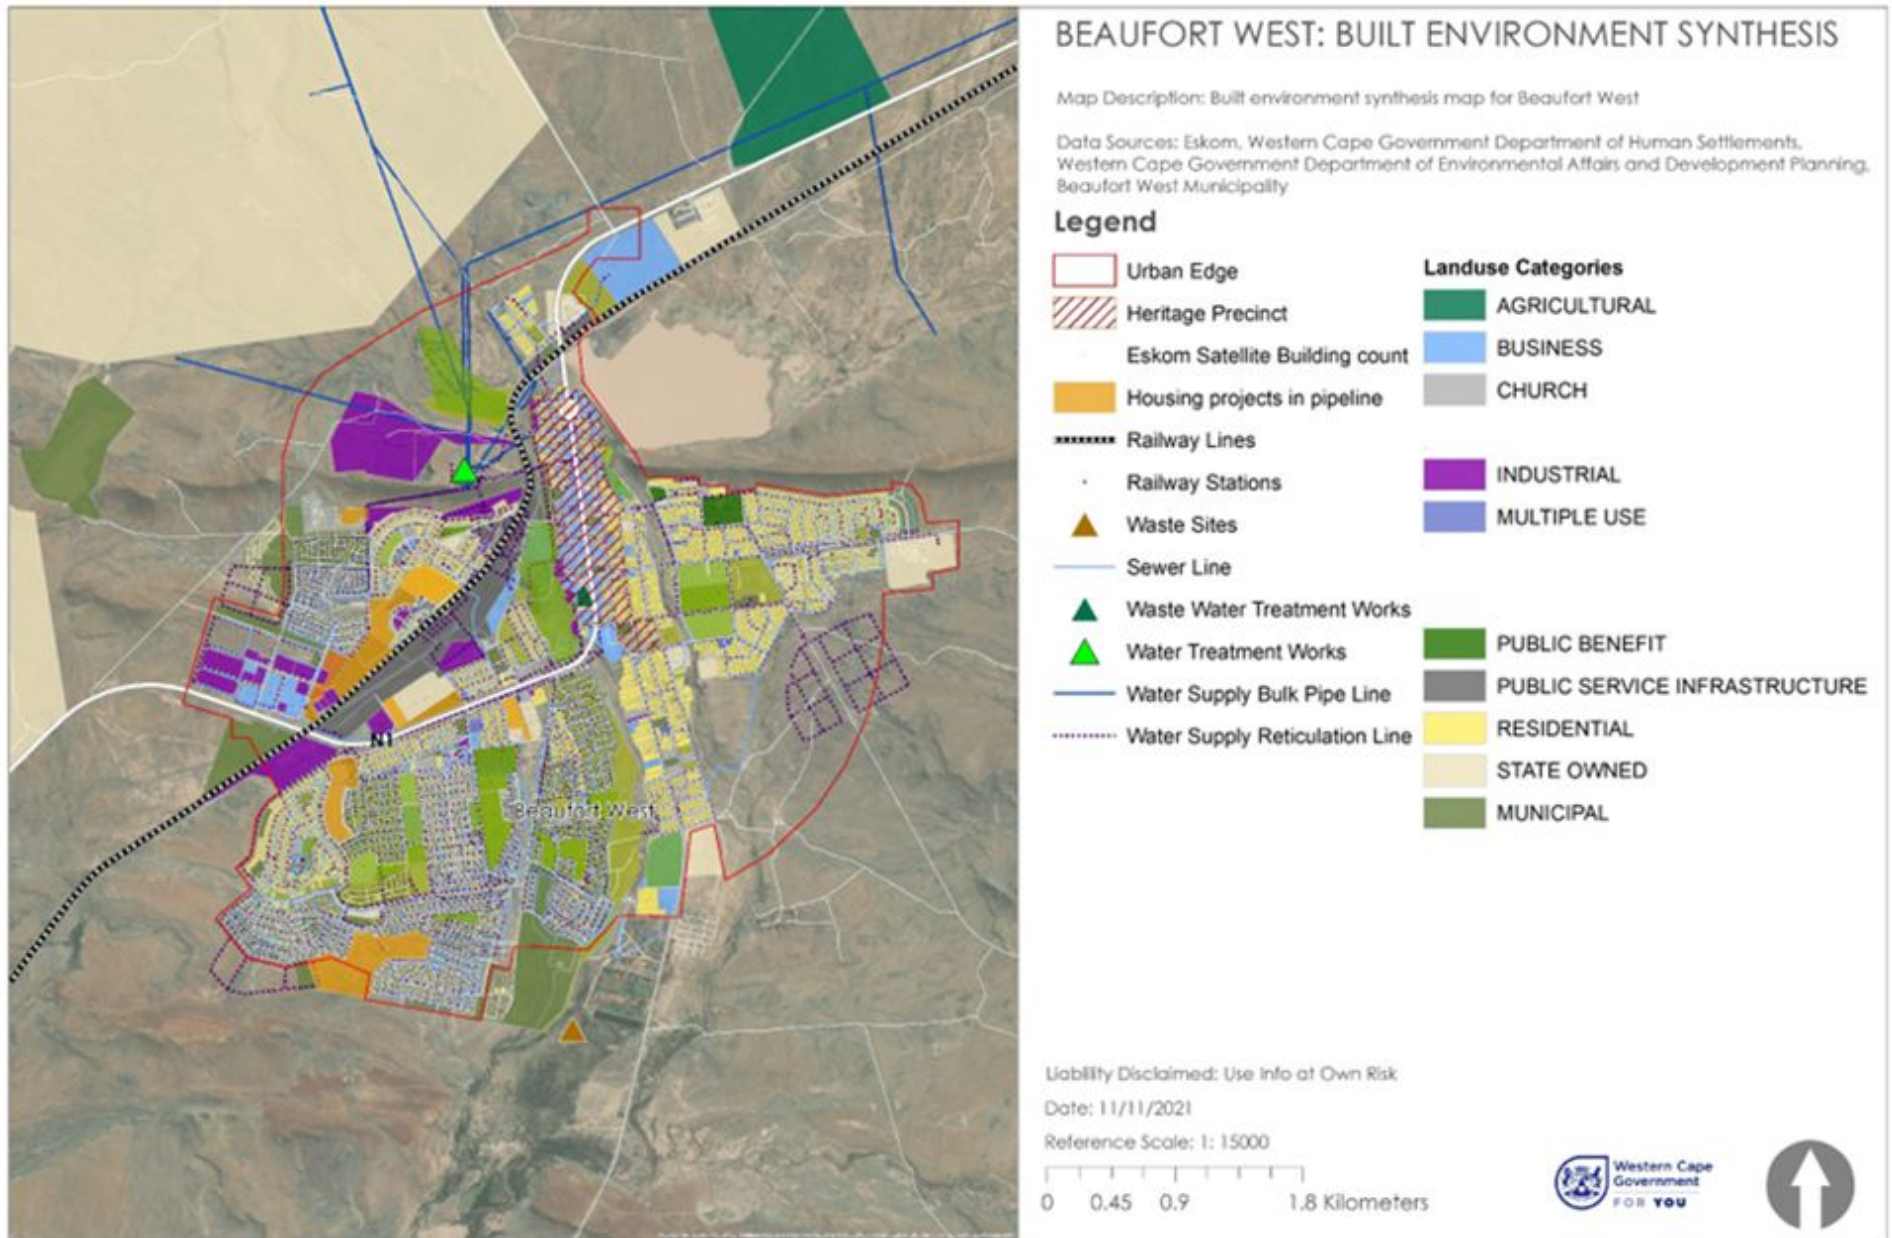 BEAUFORT WEST: BUILT ENVIRONMENT SYNTHESIS
Map Description: Built environment synthesis map for Beaufort West
Data Sources: Eskom, Western Cape Government Department of Human Settlements,
Western Cape Government Department of Environmental Affairs and Development Planning,
Beaufort West Municipality
Legend
Urban Edge
Heritage Precinct
Eskom Satellite Building count
Housing projects in pipeline
Railway Lines
Railway Stations
Waste Sites
Sewer Line
Waste Water Treatment Works
Water Treatment Works
Water Supply Bulk Pipe Line
Water Supply Reticulation Line
Landuse Categories
AGRICULTURAL
BUSINESS
CHURCH
INDUSTRIAL
MULTIPLE USE
PUBLIC BENEFIT
PUBLIC SERVICE INFRASTRUCTURE
RESIDENTIAL
STATE OWNED
MUNICIPAL
N1
Beaufort West
Liability Disclaimed: Use Info at Own Risk
Date: 11/11/2021
Reference Scale: 1: 15000
0 0.45 0.9 1.8 Kilometers
Western Cape
Government
FOR YOU